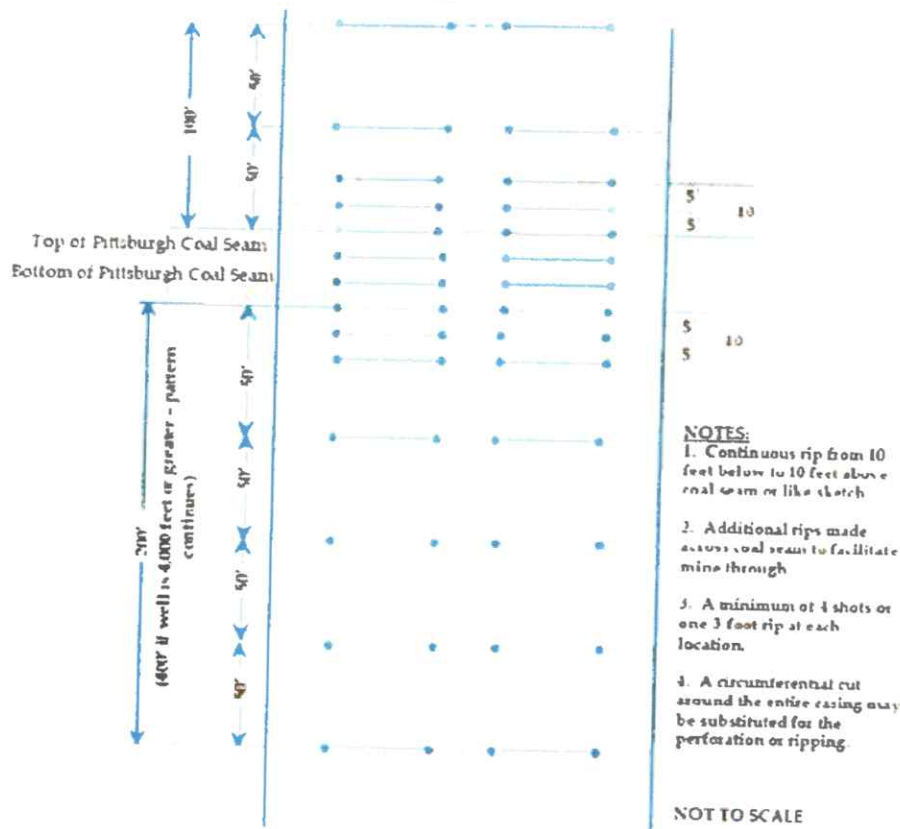 100'
50'
50'
Top of Pittsburgh Coal Seam
Bottom of Pittsburgh Coal Seam
200'
(400' if well is 4,000 feet or greater - pattern
continues)
50'
50'
50'
50'
5'
10
5'
5
10
5
NOTES:
1. Continuous rip from 10
feet below to 10 feet above
coal seam or like sketch
2. Additional rips made
across coal seam to facilitate
mine through
3. A minimum of 4 shots or
one 3 foot rip at each
location.
4. A circumferential cut
around the entire casing may
be substituted for the
perforation or ripping.
NOT TO SCALE